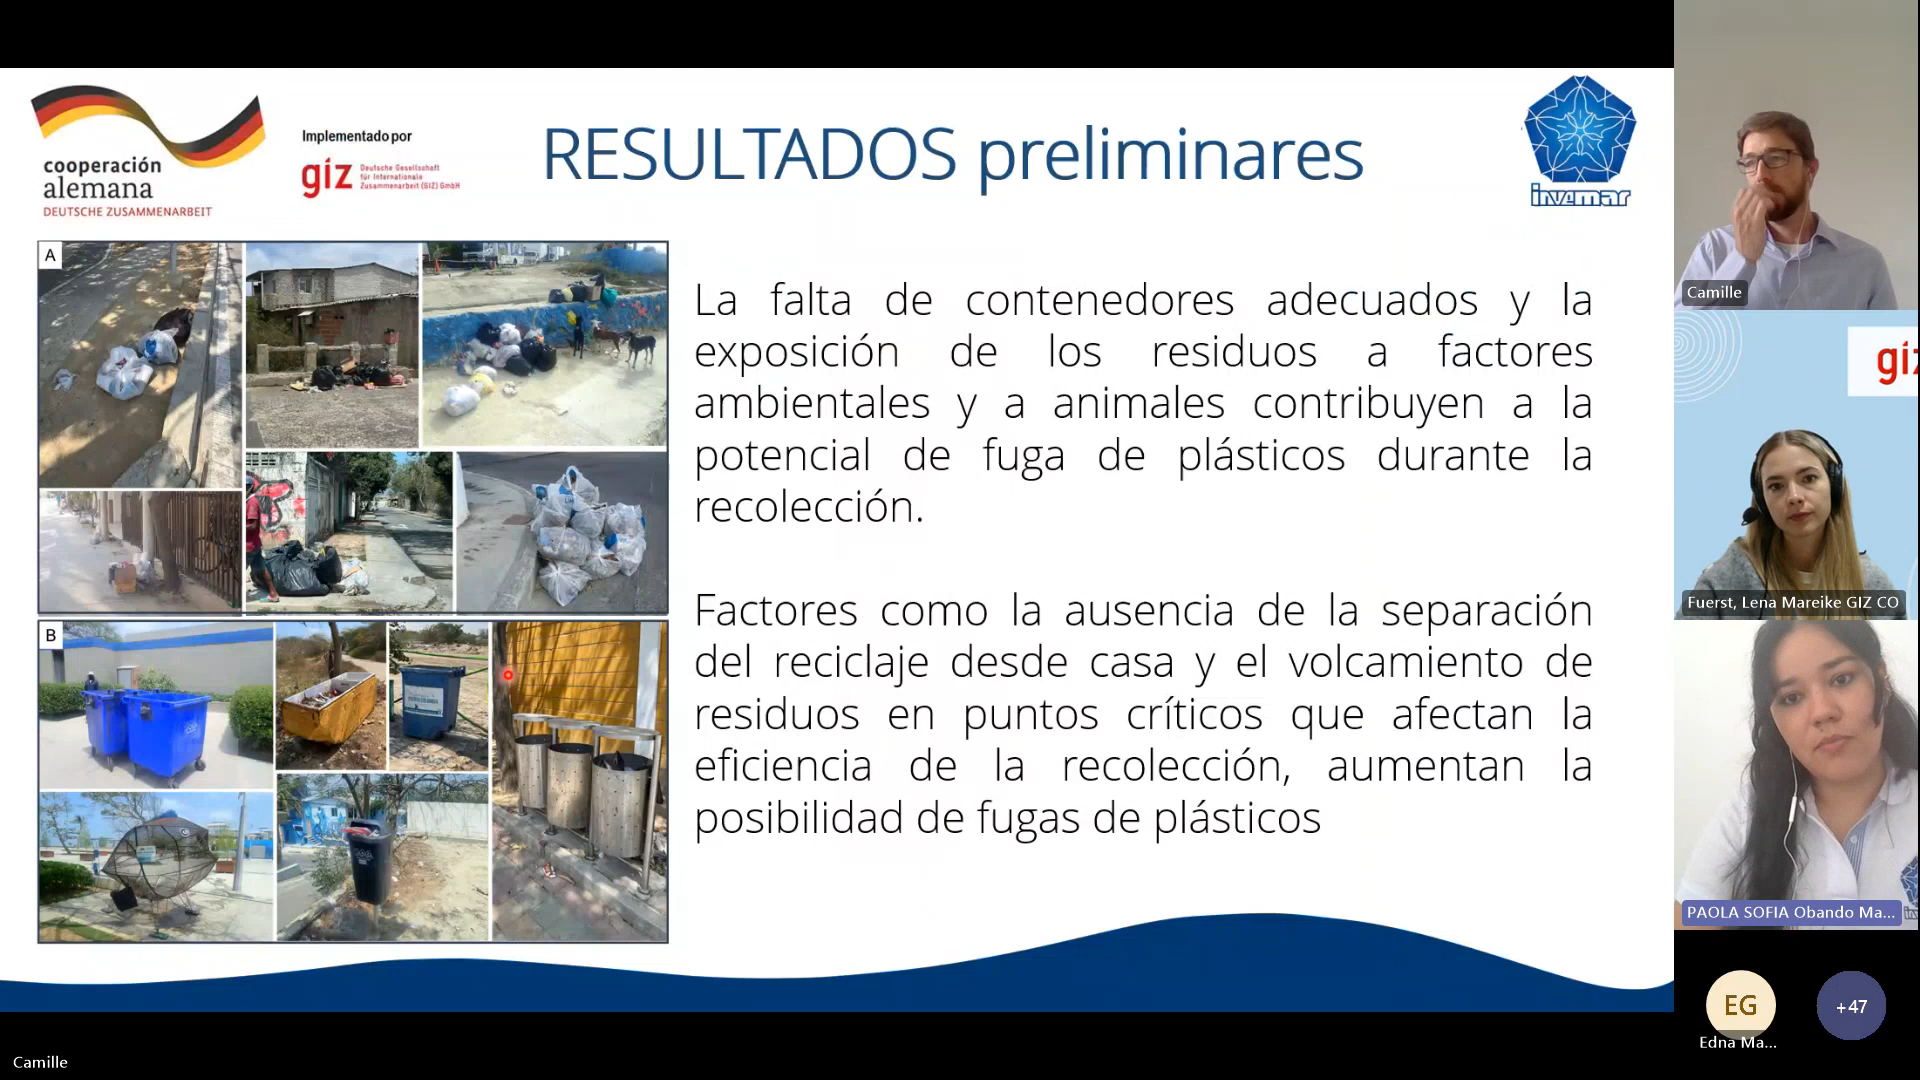 cooperación
alemana
DEUTSCHE ZUSAMMENARBEIT
Implementado por
giz
Deutsche Gesellschaft
für Internationale
Zusammenarbeit (GIZ) GmbH
RESULTADOS preliminares
invemar
A
B
La falta de contenedores adecuados y la
exposición de los residuos a factores
ambientales y a animales contribuyen a la
potencial de fuga de plásticos durante la
recolección.
Factores como la ausencia de la separación
del reciclaje desde casa y el volcamiento de
residuos en puntos críticos que afectan la
eficiencia de la recolección, aumentan la
posibilidad de fugas de plásticos
Camille
giz
Fuerst, Lena Mareike GIZ CO
PAOLA SOFIA Obando Ma...
EG
+47
Edna Ma...
Camille